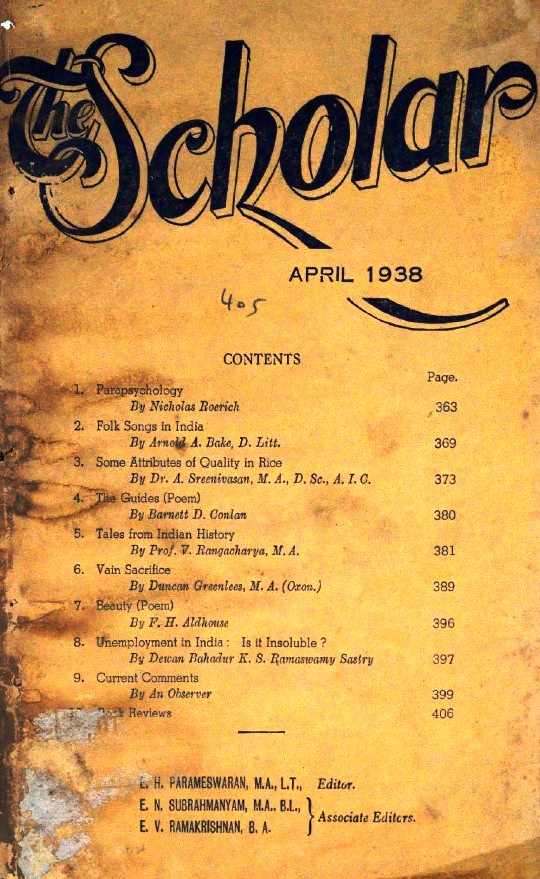 The Scholar
APRIL 1938
405
CONTENTS
Page.
1. Parapsychology
By Nicholas Roerich 363
2. Folk Songs in India
By Arnold A. Bake, D. Litt. 369
3. Some Attributes of Quality in Rice
By Dr. A. Sreenivasan, M. A., D. Sc., A. I. C. 373
4. The Guides (Poem)
By Barnett D. Conlan 380
5. Tales from Indian History
By Prof. V. Rangacharya, M. A. 381
6. Vain Sacrifice
By Duncan Greenlees, M. A. (Oxon.) 389
7. Beauty (Poem)
By F. H. Aldhouse 396
8. Unemployment in India : Is it Insoluble ?
By Dewan Bahadur K. S. Ramaswamy Sastry 397
9. Current Comments
By An Observer 399
Book Reviews 406
E. H. PARAMESWARAN, M.A., L.T., Editor.
E. N. SUBRAHMANYAM, M.A., B.L.,
Associate Editors.
E. V. RAMAKRISHNAN, B. A.